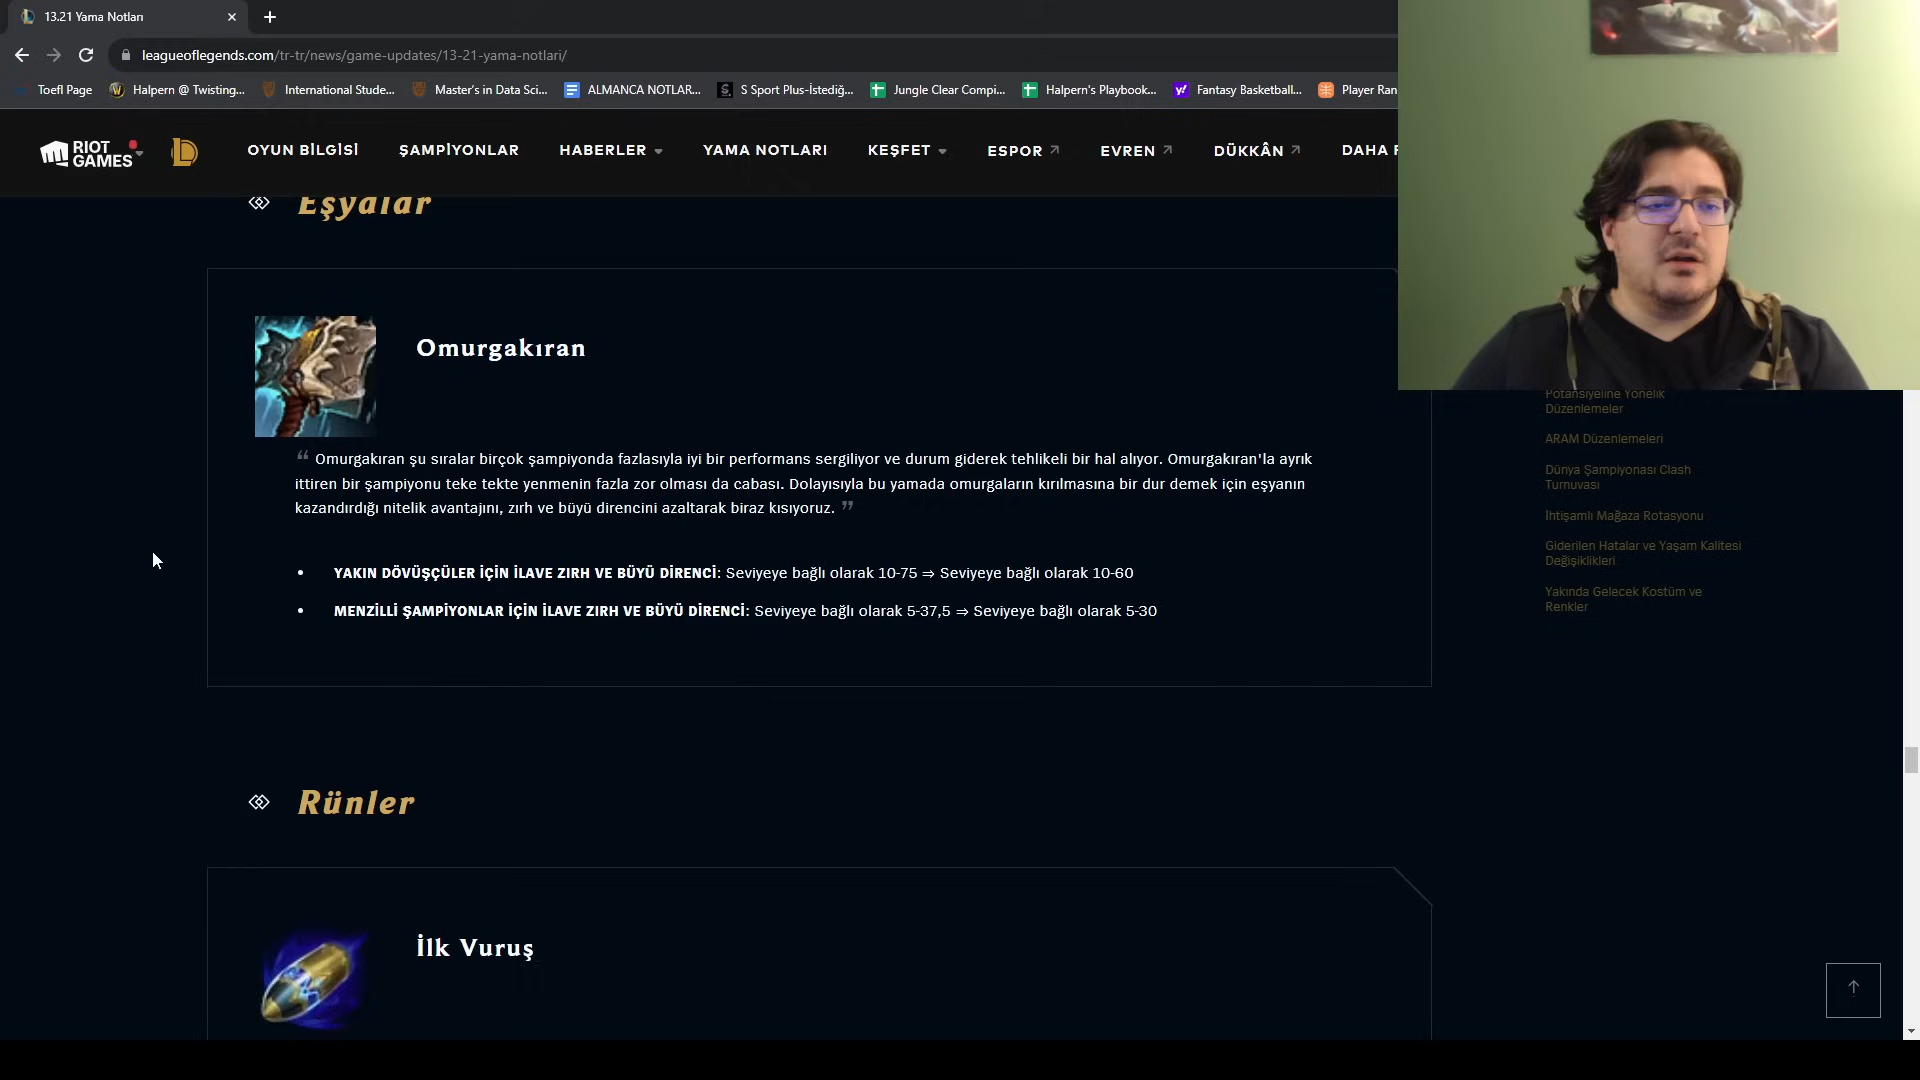 13.21 Yama Notları
leagueoflegends.com/tr-tr/news/game-updates/13-21-yama-notlari/
Toefl Page
Halpern @ Twisting...
International Stude...
Master's in Data Sci...
ALMANCA NOTLAR...
S Sport Plus-İstediğ...
Jungle Clear Compi...
Halpern's Playbook...
Fantasy Basketball...
Player Ran
RIOT
GAMES
OYUN BİLGİSİ
ŞAMPİYONLAR
HABERLER
YAMA NOTLARI
KEŞFET
ESPOR
EVREN
DÜKKÂN
DAHA F
Eşyalar
Omurgakıran
“ Omurgakıran şu sıralar birçok şampiyonda fazlasıyla iyi bir performans sergiliyor ve durum giderek tehlikeli bir hal alıyor. Omurgakıran'la ayrık
ittiren bir şampiyonu teke tekte yenmenin fazla zor olması da cabası. Dolayısıyla bu yamada omurgaların kırılmasına bir dur demek için eşyanın
kazandırdığı nitelik avantajını, zırh ve büyü direncini azaltarak biraz kısıyoruz. ”
• YAKIN DÖVÜŞÇÜLER İÇİN İLAVE ZIRH VE BÜYÜ DİRENCİ: Seviyeye bağlı olarak 10-75 ⇒ Seviyeye bağlı olarak 10-60
• MENZİLLİ ŞAMPİYONLAR İÇİN İLAVE ZIRH VE BÜYÜ DİRENCİ: Seviyeye bağlı olarak 5-37,5 ⇒ Seviyeye bağlı olarak 5-30
Rünler
İlk Vuruş
Potansiyeline Yönelik
Düzenlemeler
ARAM Düzenlemeleri
Dünya Şampiyonası Clash
Turnuvası
İhtişamlı Mağaza Rotasyonu
Giderilen Hatalar ve Yaşam Kalitesi
Değişiklikleri
Yakında Gelecek Kostüm ve
Renkler